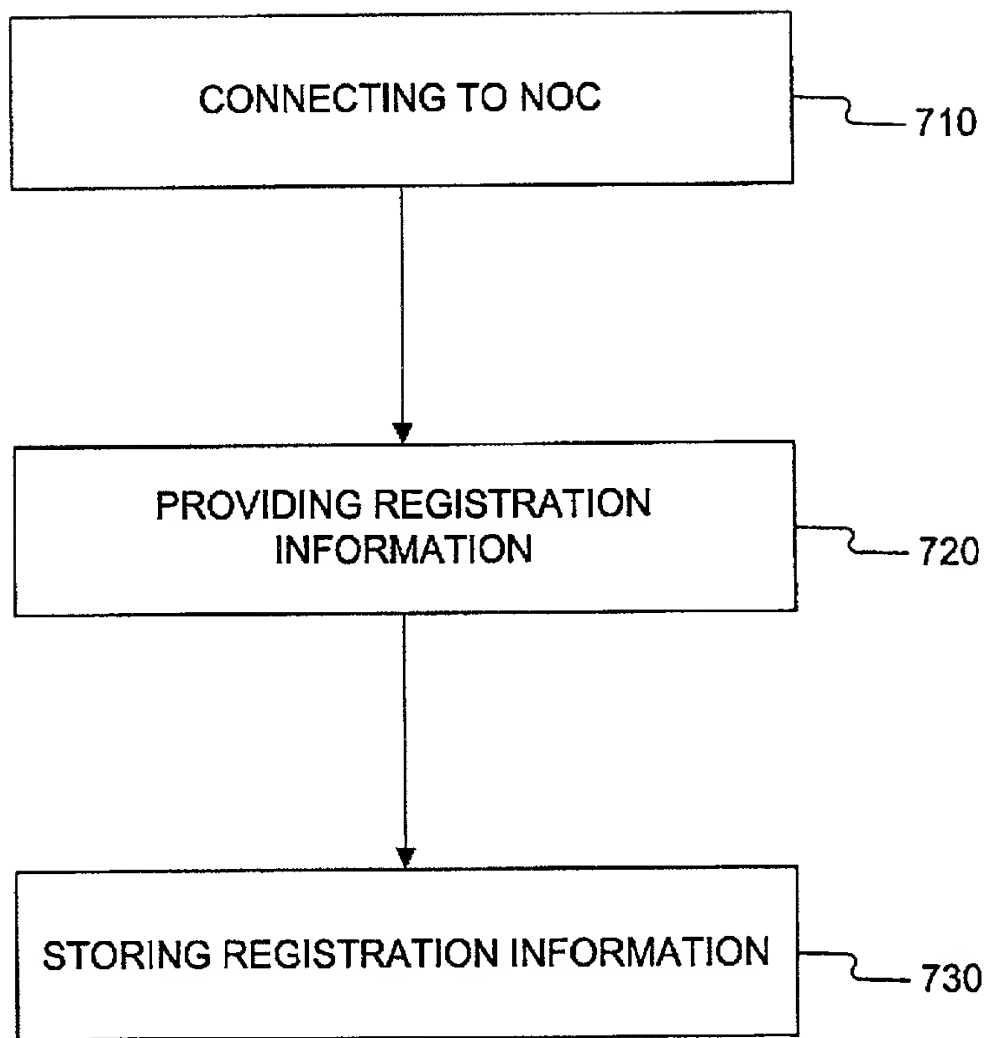 CONNECTING TO NOC
710
PROVIDING REGISTRATION
INFORMATION
720
STORING REGISTRATION INFORMATION
730